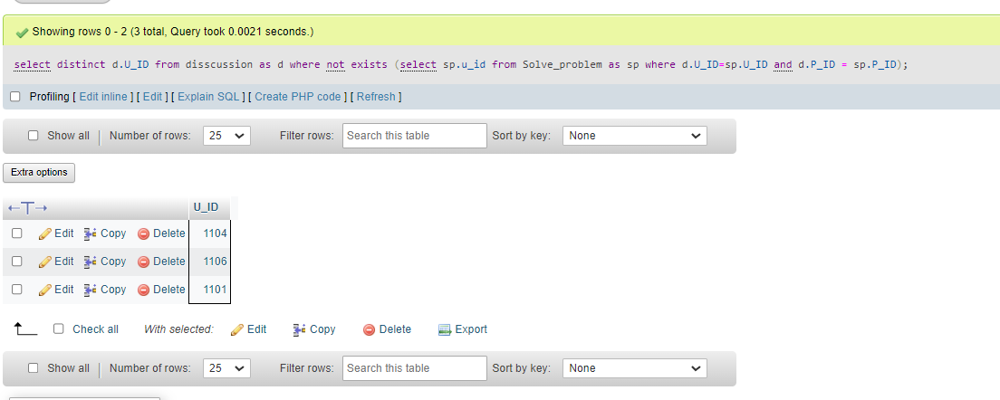 Showing rows 0 - 2 (3 total, Query took 0.0021 seconds.)
select distinct d.U_ID from disscussion as d where not exists (select sp.u_id from Solve_problem as sp where d.U_ID=sp.U_ID and d.P_ID = sp.P_ID);
Profiling [ Edit inline ] [ Edit ] [ Explain SQL ] [ Create PHP code ] [ Refresh ]
Show all | Number of rows: 25 Filter rows: Search this table Sort by key: None
Extra options
←T→ U_ID
Edit Copy Delete 1104
Edit Copy Delete 1106
Edit Copy Delete 1101
Check all With selected: Edit Copy Delete Export
Show all | Number of rows: 25 Filter rows: Search this table Sort by key: None